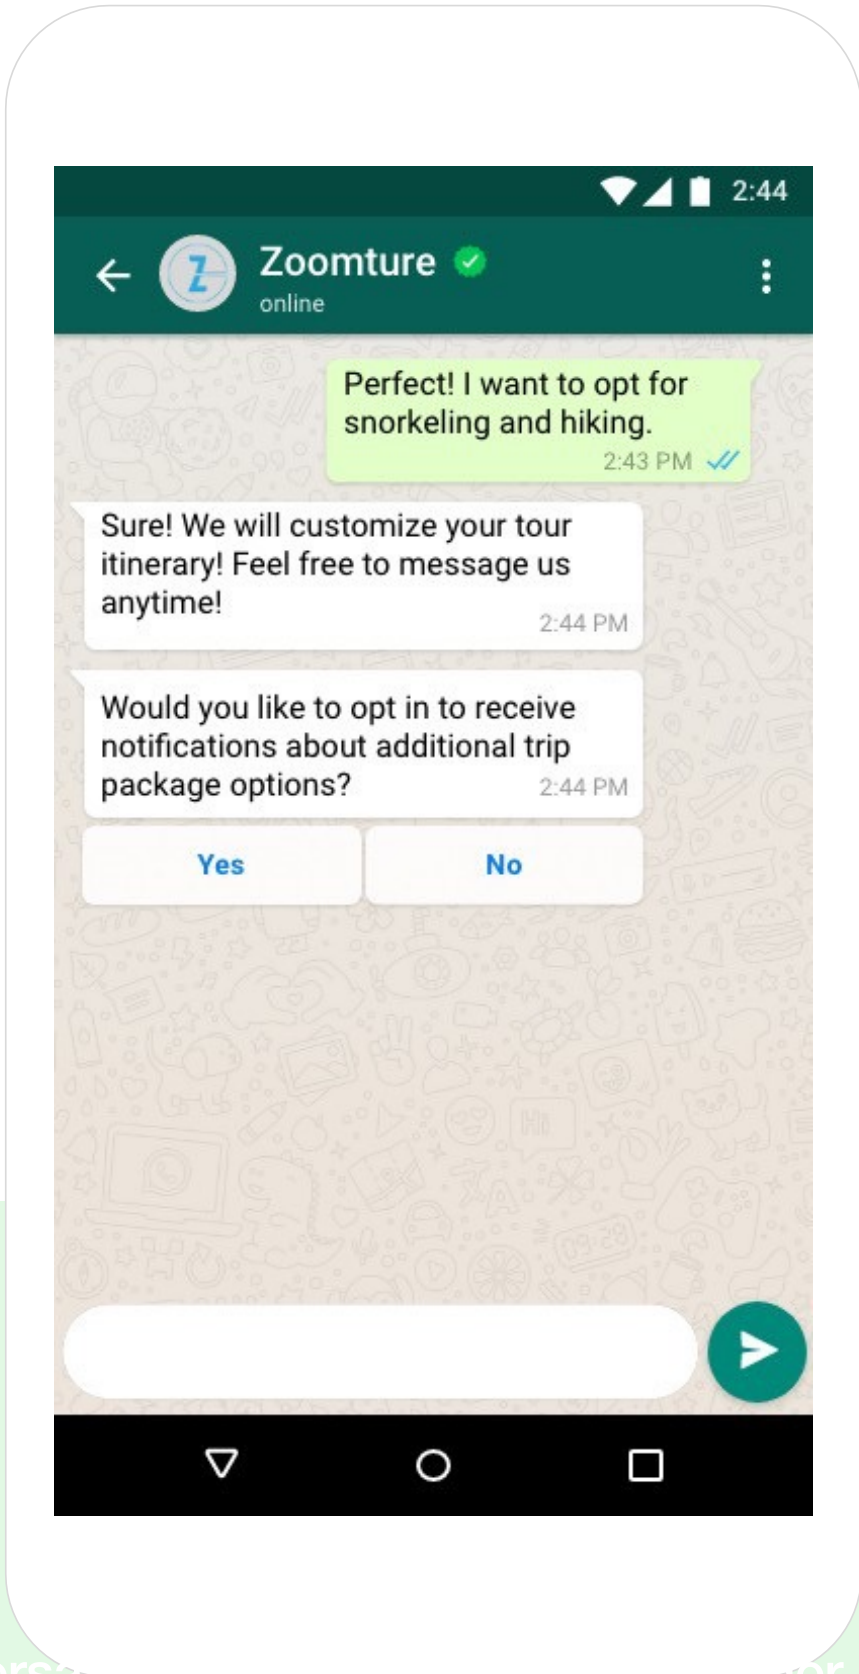 2:44
Zoomture
online
Perfect! I want to opt for
snorkeling and hiking.
2:43 PM
Sure! We will customize your tour
itinerary! Feel free to message us
anytime!
2:44 PM
Would you like to opt in to receive
notifications about additional trip
package options?
2:44 PM
Yes
No